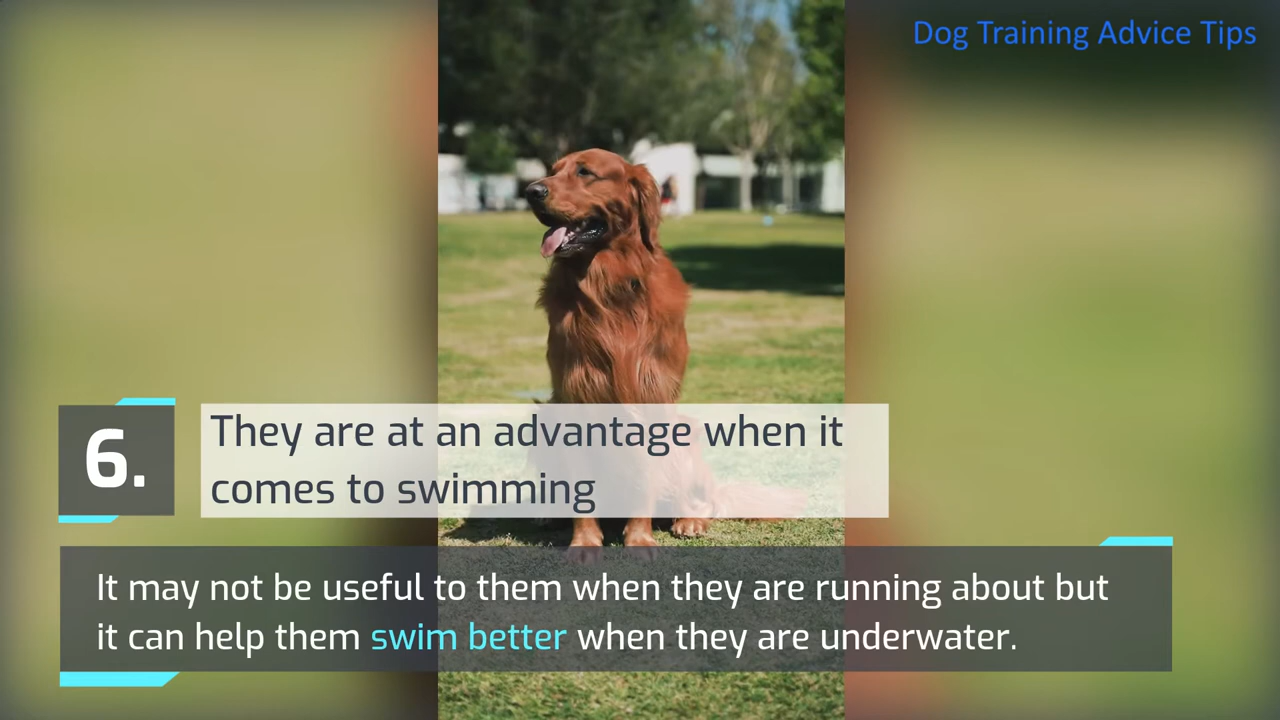 Dog Training Advice Tips
6.
They are at an advantage when it
comes to swimming
It may not be useful to them when they are running about but
it can help them swim better when they are underwater.